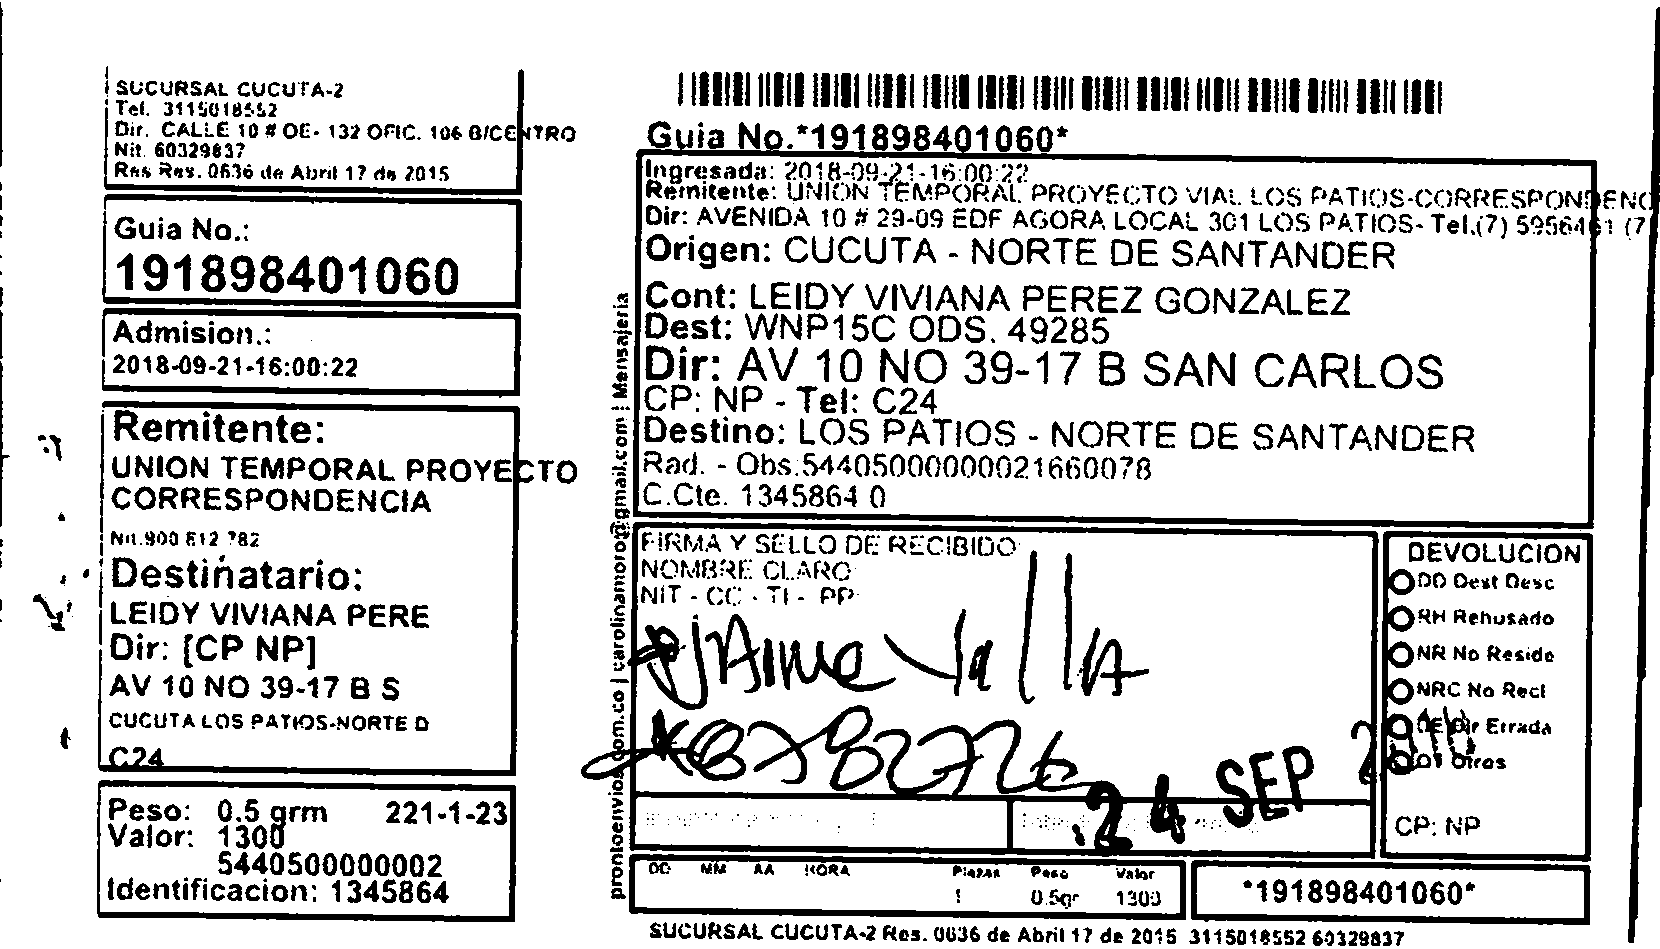 SUCURSAL CUCUTA-2
Tel. 3115018552
Dir. CALLE 10 # OE- 132 OFIC. 106 B/CENTRO
Nit. 60329837
Res Res. 0636 de Abril 17 de 2015
Guia No.:
191898401060
Admision.:
2018-09-21-16:00:22
Remitente:
UNION TEMPORAL PROYECTO
CORRESPONDENCIA
Nit.900 812 782
Destinatario:
LEIDY VIVIANA PERE
Dir: [CP NP]
AV 10 NO 39-17 B S
CUCUTA LOS PATIOS-NORTE D
C24
Peso: 0.5 grm 221-1-23
Valor: 1300
5440500000002
Identificacion: 1345864
prontoenvios.com.co | carolinamoro@gmail.com | Mensajeria
Guia No.*191898401060*
Ingresada: 2018-09-21-16:00:22
Remitente: UNION TEMPORAL PROYECTO VIAL LOS PATIOS-CORRESPONDENC
Dir: AVENIDA 10 # 29-09 EDF AGORA LOCAL 301 LOS PATIOS- Tel.(7) 5956461 (7
Origen: CUCUTA - NORTE DE SANTANDER
Cont: LEIDY VIVIANA PEREZ GONZALEZ
Dest: WNP15C ODS. 49285
Dir: AV 10 NO 39-17 B SAN CARLOS
CP: NP - Tel: C24
Destino: LOS PATIOS - NORTE DE SANTANDER
Rad. - Obs.54405000000021660078
C.Cte. 1345864 0
FIRMA Y SELLO DE RECIBIDO
NOMBRE CLARO
NIT - CC - TI - PP
JAime
88782726
24 SEP 2018
DEVOLUCION
DD Dest Desc
RH Rehusado
NR No Reside
NRC No Recl
DE Dir Errada
OT Otros
CP: NP
DD MM AA HORA Piezas Peso Valor
1 0.5gr 1300
*191898401060*
SUCURSAL CUCUTA-2 Res. 0636 de Abril 17 de 2015 3115018552 60329837